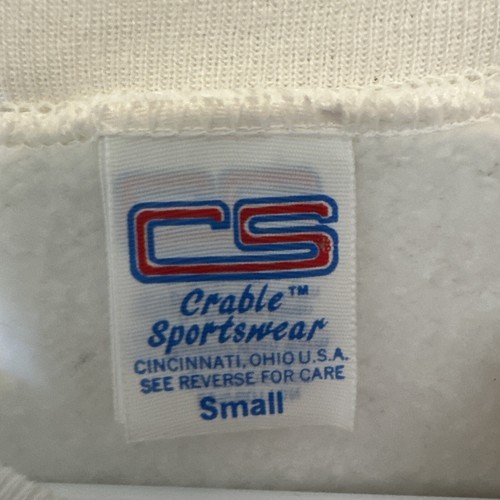 CS
Crable™
Sportswear
CINCINNATI, OHIO U.S.A.
SEE REVERSE FOR CARE
Small